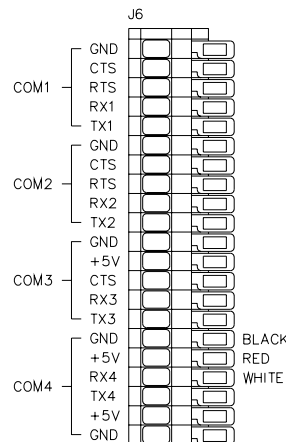 J6
COM1
GND
CTS
RTS
RX1
TX1
COM2
GND
CTS
RTS
RX2
TX2
COM3
GND
+5V
CTS
RX3
TX3
COM4
GND BLACK
+5V RED
RX4 WHITE
TX4
+5V
GND